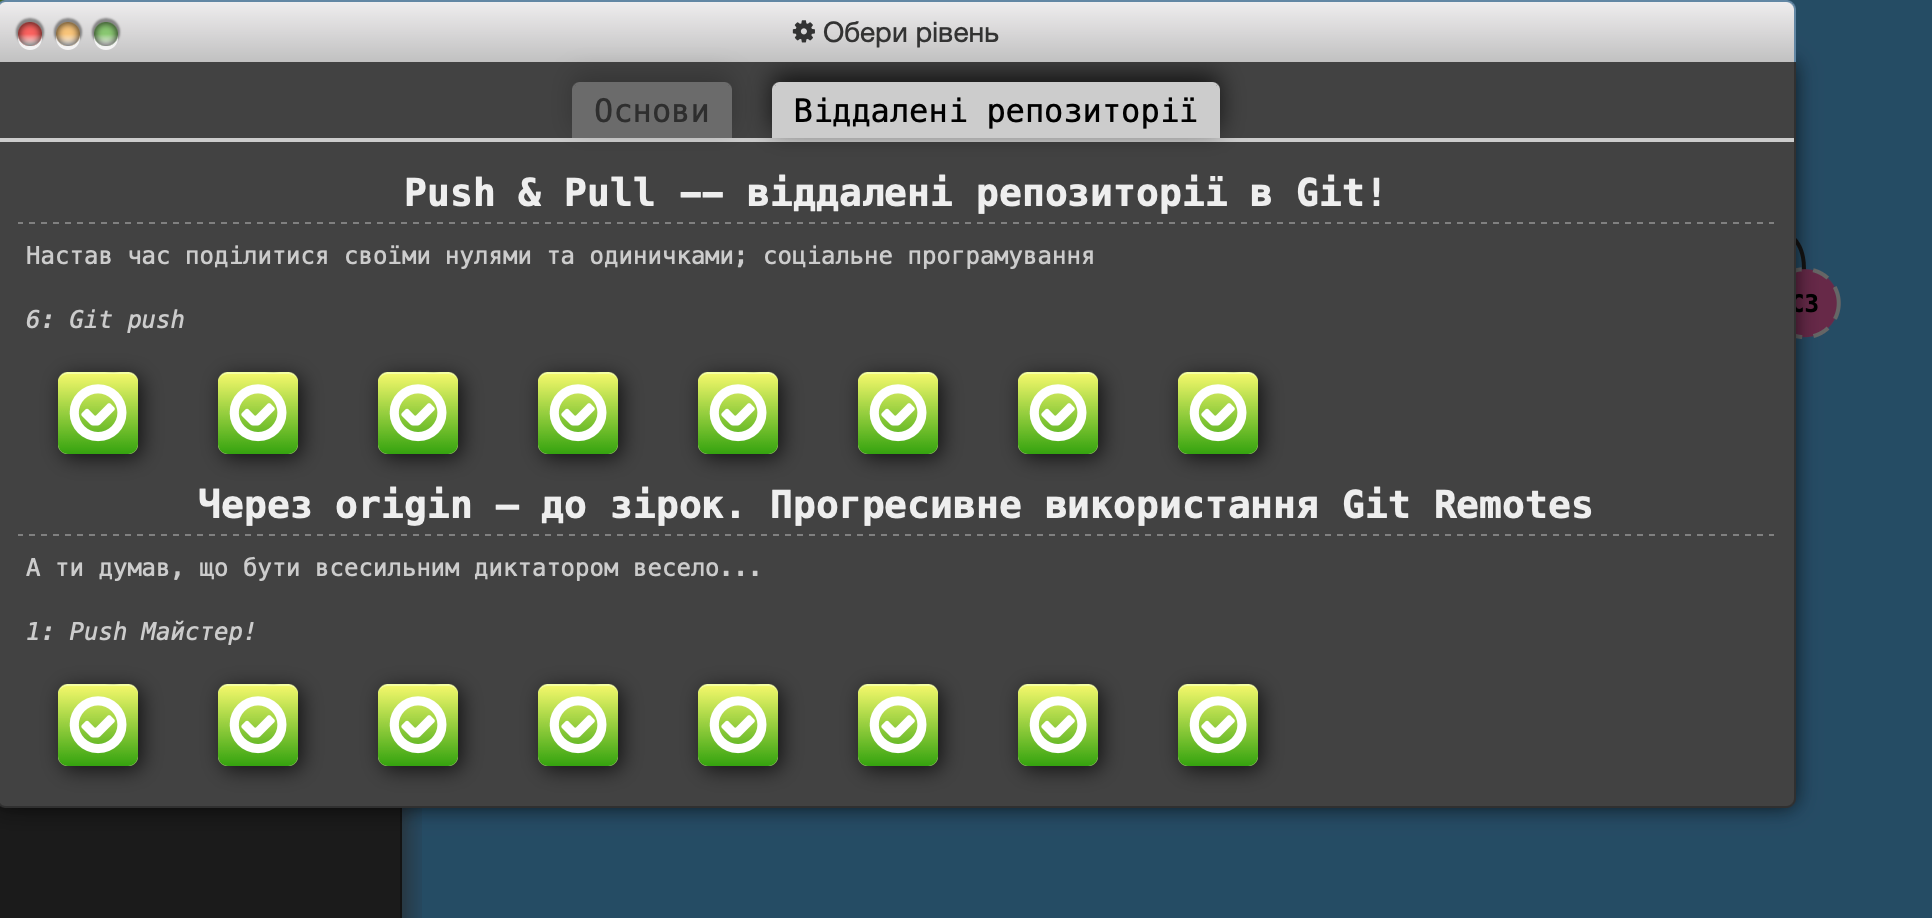 Обери рівень
Основи
Віддалені репозиторії
Push & Pull –– віддалені репозиторії в Git!
Настав час поділитися своїми нулями та одиничками; соціальне програмування
6: Git push
Через origin – до зірок. Прогресивне використання Git Remotes
А ти думав, що бути всесильним диктатором весело...
1: Push Майстер!
C3